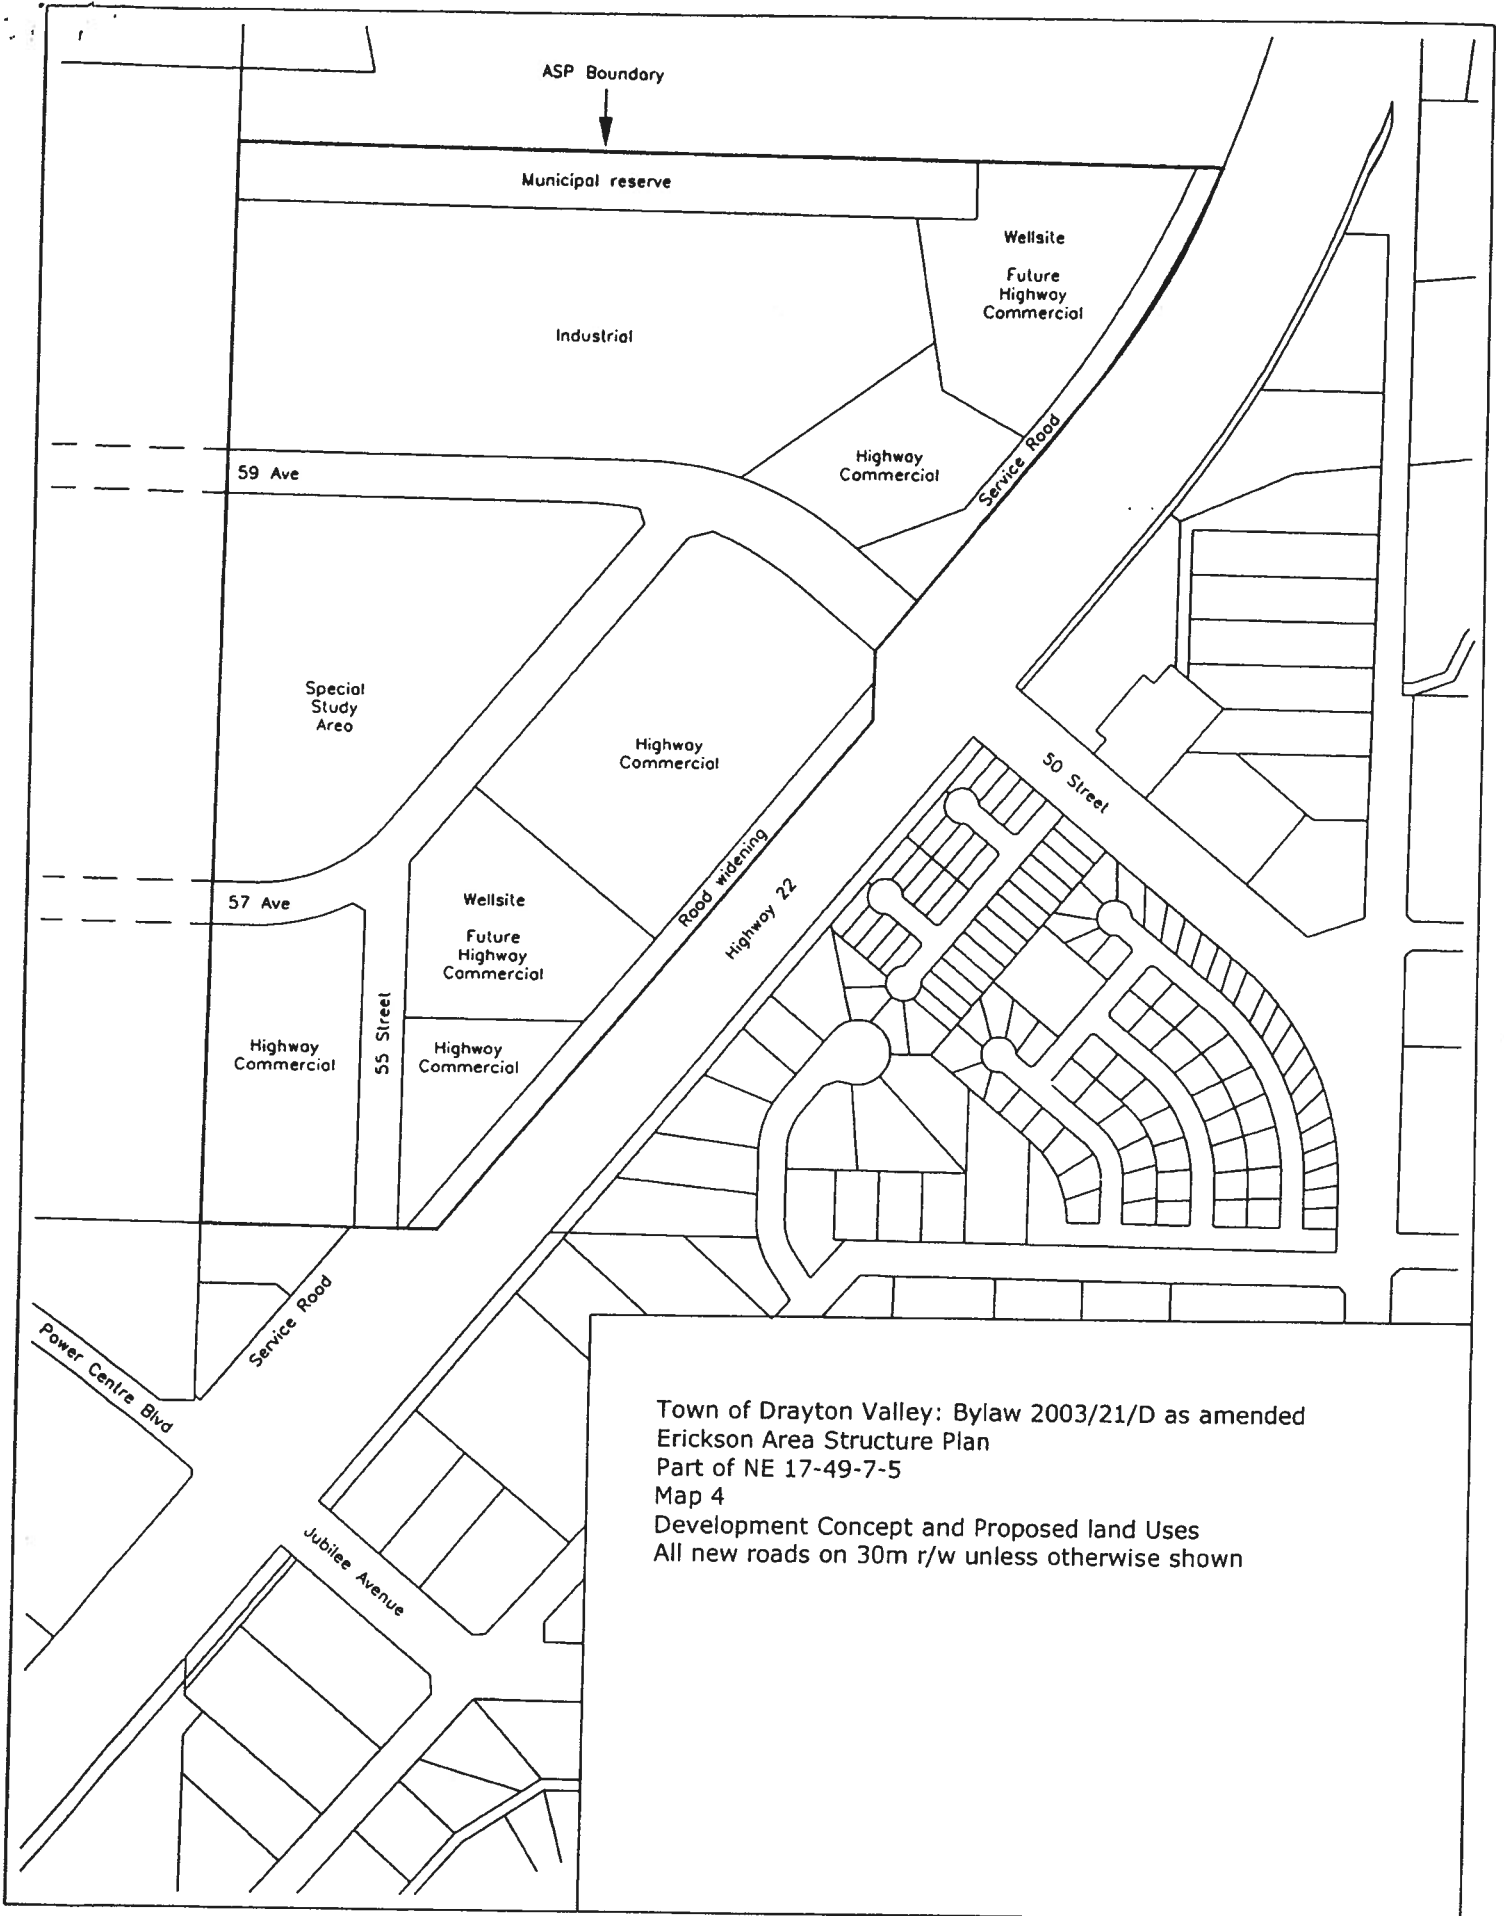 ASP Boundary
Municipal reserve
Wellsite
Future
Highway
Commercial
Industrial
Highway
Commercial
Service Road
59 Ave
Special
Study
Area
Highway
Commercial
50 Street
Road widening
Highway 22
57 Ave
Wellsite
Future
Highway
Commercial
55 Street
Highway
Commercial
Highway
Commercial
Service Road
Power Centre Blvd
Jubilee Avenue
Town of Drayton Valley: Bylaw 2003/21/D as amended
Erickson Area Structure Plan
Part of NE 17-49-7-5
Map 4
Development Concept and Proposed land Uses
All new roads on 30m r/w unless otherwise shown